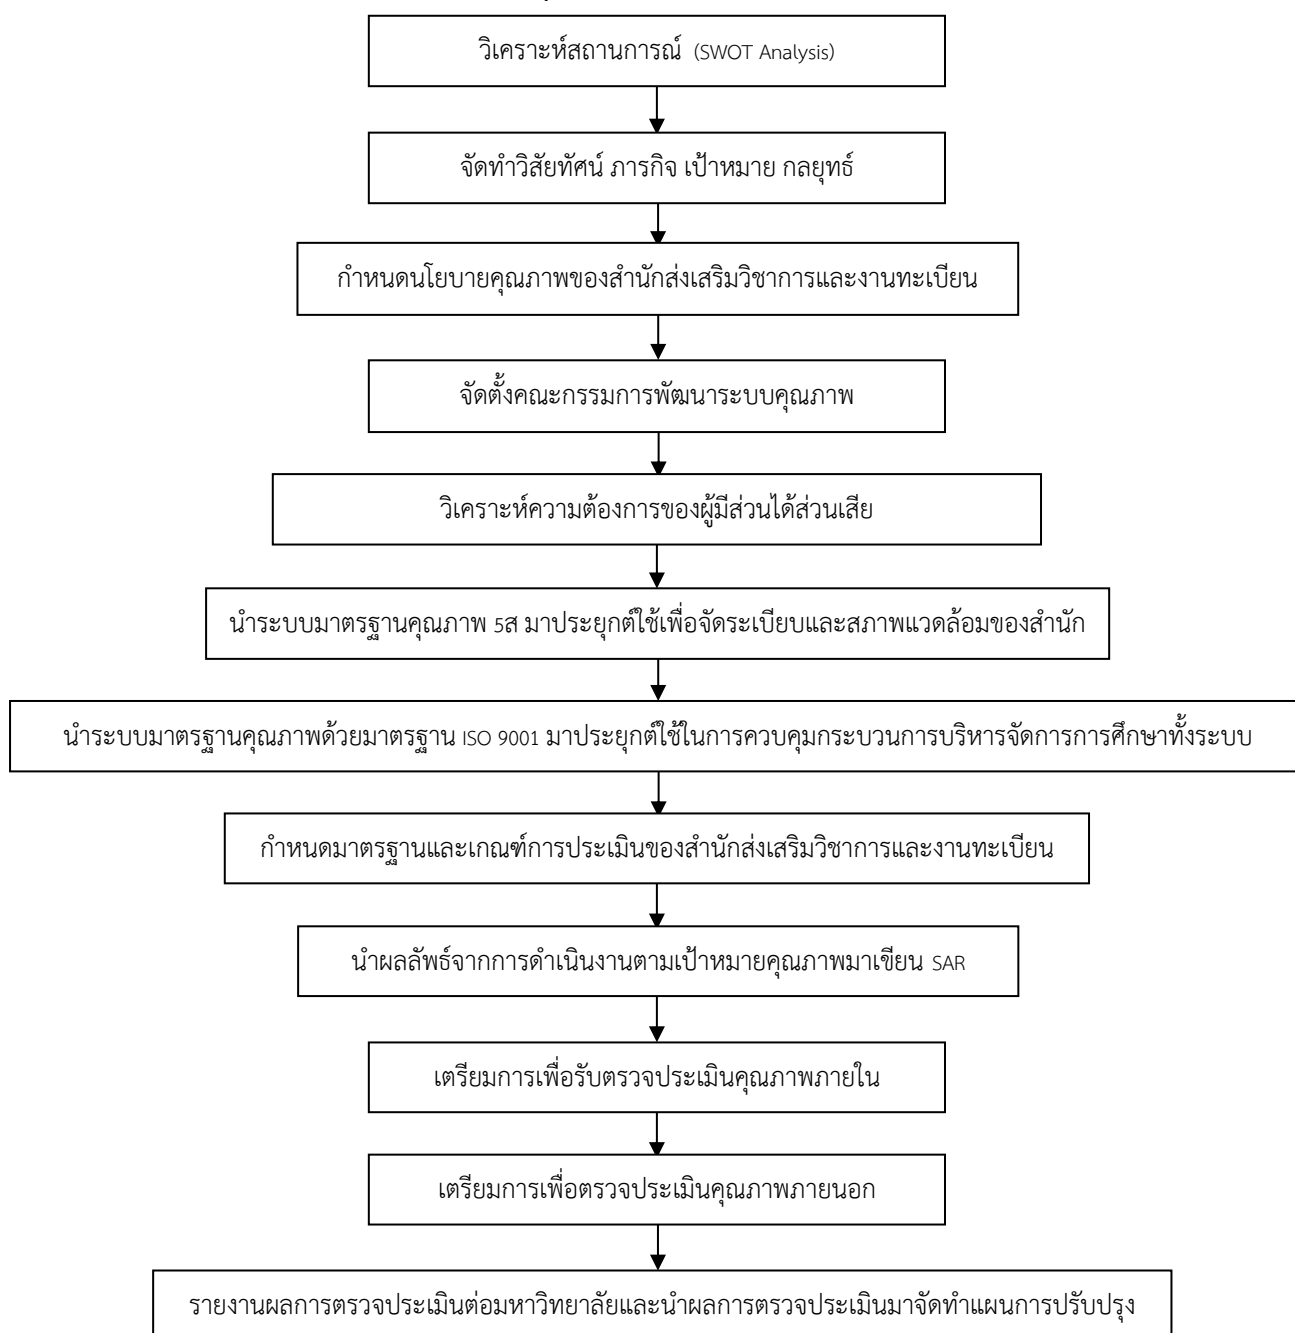 วิเคราะห์สถานการณ์ (SWOT Analysis)
จัดทำวิสัยทัศน์ ภารกิจ เป้าหมาย กลยุทธ์
กำหนดนโยบายคุณภาพของสำนักส่งเสริมวิชาการและงานทะเบียน
จัดตั้งคณะกรรมการพัฒนาระบบคุณภาพ
วิเคราะห์ความต้องการของผู้มีส่วนได้ส่วนเสีย
นำระบบมาตรฐานคุณภาพ 5ส มาประยุกต์ใช้เพื่อจัดระเบียบและสภาพแวดล้อมของสำนัก
นำระบบมาตรฐานคุณภาพด้วยมาตรฐาน ISO 9001 มาประยุกต์ใช้ในการควบคุมกระบวนการบริหารจัดการการศึกษาทั้งระบบ
กำหนดมาตรฐานและเกณฑ์การประเมินของสำนักส่งเสริมวิชาการและงานทะเบียน
นำผลลัพธ์จากการดำเนินงานตามเป้าหมายคุณภาพมาเขียน SAR
เตรียมการเพื่อรับตรวจประเมินคุณภาพภายใน
เตรียมการเพื่อตรวจประเมินคุณภาพภายนอก
รายงานผลการตรวจประเมินต่อมหาวิทยาลัยและนำผลการตรวจประเมินมาจัดทำแผนการปรับปรุง